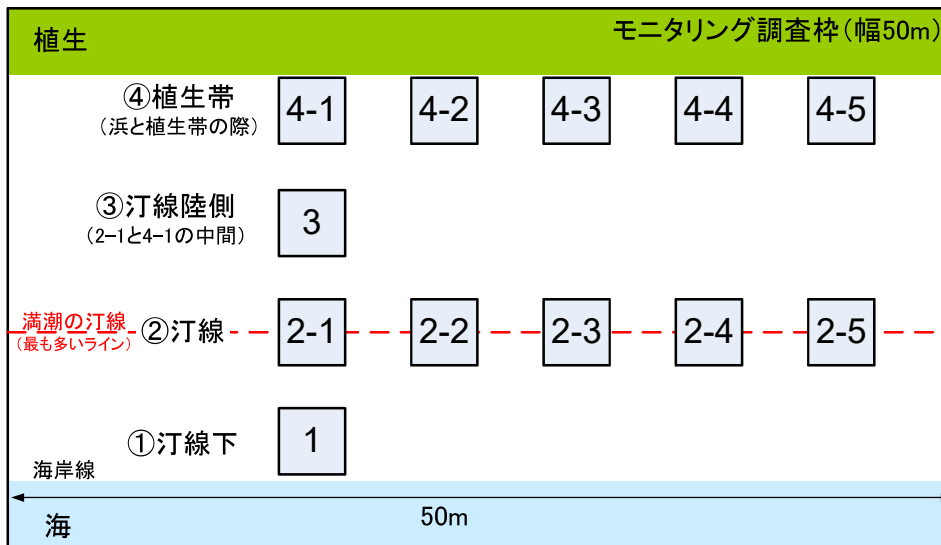 植生
モニタリング調査枠(幅50m)
④植生帯
(浜と植生帯の際)
4-1 4-2 4-3 4-4 4-5
③汀線陸側
(2-1と4-1の中間)
3
満潮の汀線
(最も多いライン)
②汀線
2-1 2-2 2-3 2-4 2-5
①汀線下
1
海岸線
50m
海